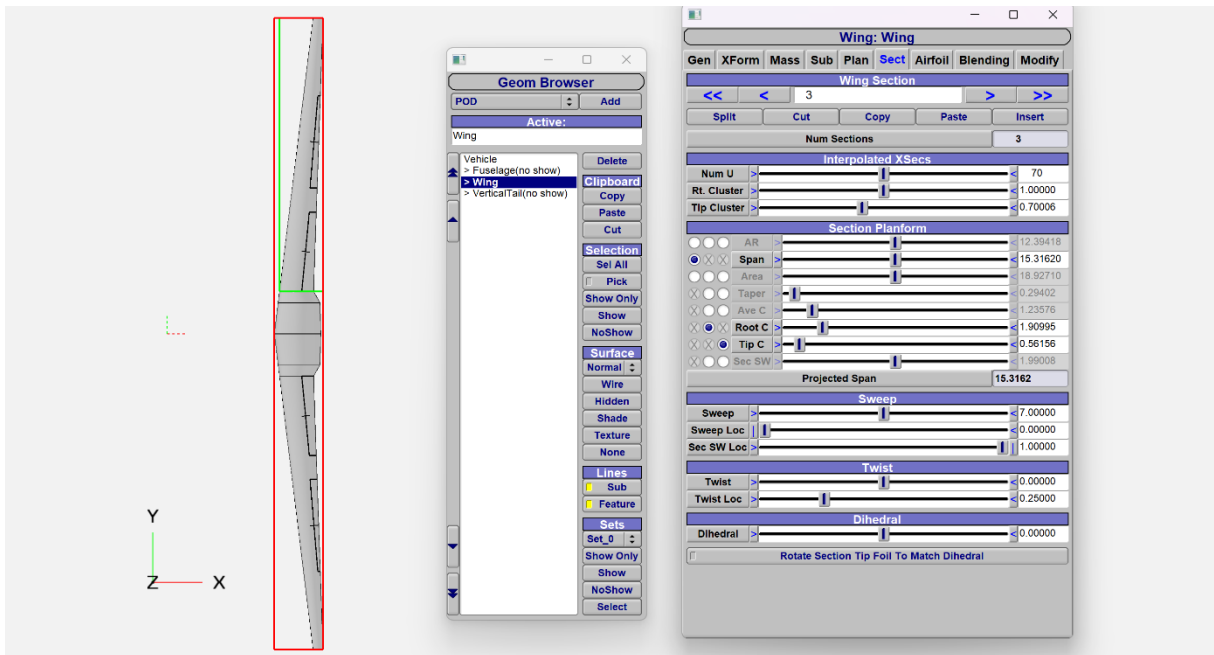 Y
Z
X
Geom Browser
POD
Add
Active:
Wing
Vehicle
> Fuselage(no show)
> Wing
> VerticalTail(no show)
Delete
Clipboard
Copy
Paste
Cut
Selection
Sel All
Pick
Show Only
Show
NoShow
Surface
Normal
Wire
Hidden
Shade
Texture
None
Lines
Sub
Feature
Sets
Set_0
Show Only
Show
NoShow
Select
Wing: Wing
Gen XForm Mass Sub Plan Sect Airfoil Blending Modify
Wing Section
<< < 3 > >>
Split Cut Copy Paste Insert
Num Sections 3
Interpolated XSecs
Num U > < 70
Rt. Cluster > < 1.00000
Tip Cluster > < 0.70006
Section Planform
AR > < 12.39418
X X Span > < 15.31620
Area > < 18.92710
X Taper > < 0.29402
X Ave C > < 1.23576
X X Root C > < 1.90995
X X Tip C > < 0.56156
X Sec SW > < 1.99008
Projected Span 15.3162
Sweep
Sweep > < 7.00000
Sweep Loc | < 0.00000
Sec SW Loc > | 1.00000
Twist
Twist > < 0.00000
Twist Loc > < 0.25000
Dihedral
Dihedral > < 0.00000
Rotate Section Tip Foil To Match Dihedral